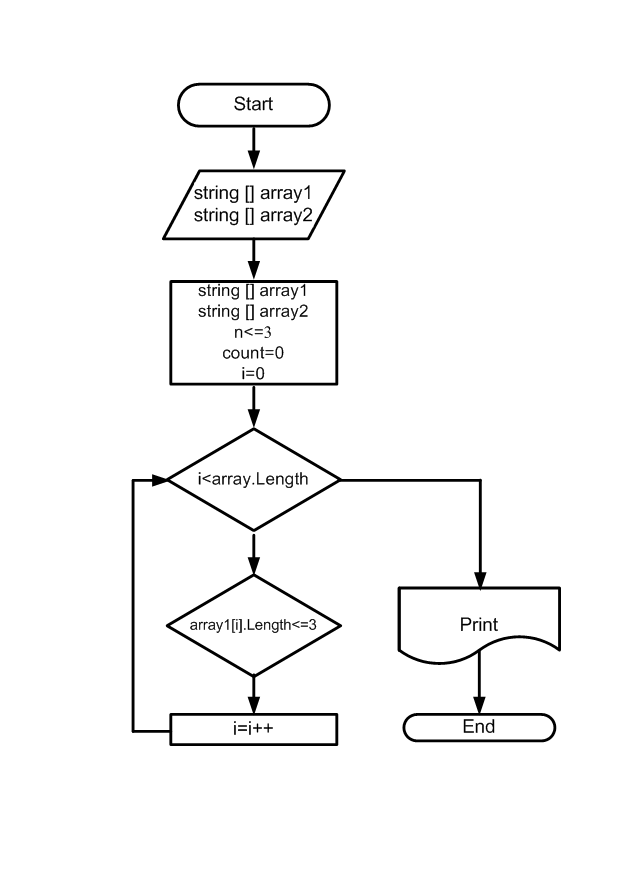 Start
string [] array1
string [] array2
string [] array1
string [] array2
n<=3
count=0
i=0
i<array.Length
array1[i].Length<=3
Print
i=i++
End